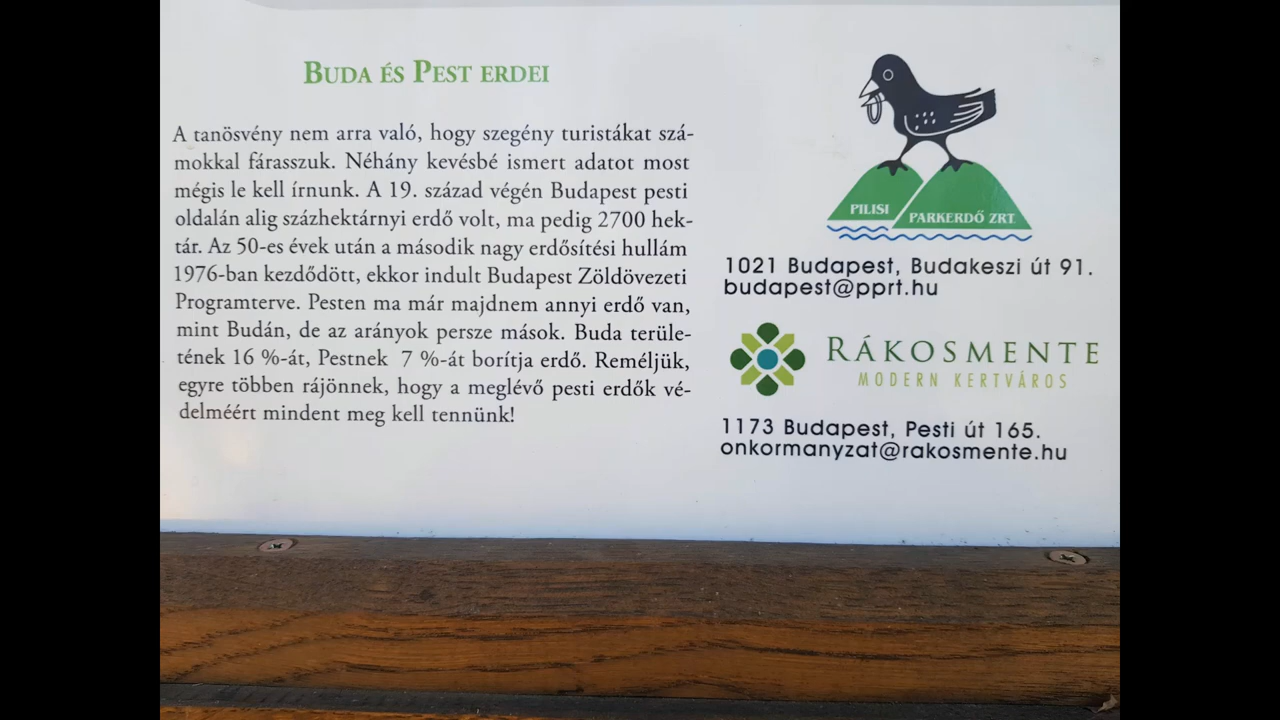 BUDA ÉS PEST ERDEI
A tanösvény nem arra való, hogy szegény turistákat szá-
mokkal fárasszuk. Néhány kevésbé ismert adatot most
mégis le kell írnunk. A 19. század végén Budapest pesti
oldalán alig százhektárnyi erdő volt, ma pedig 2700 hek-
tár. Az 50-es évek után a második nagy erdősítési hullám
1976-ban kezdődött, ekkor indult Budapest Zöldövezeti
Programterve. Pesten ma már majdnem annyi erdő van,
mint Budán, de az arányok persze mások. Buda terüle-
tének 16 %-át, Pestnek 7 %-át borítja erdő. Reméljük,
egyre többen rájönnek, hogy a meglévő pesti erdők vé-
delméért mindent meg kell tennünk!
PILISI PARKERDŐ ZRT.
1021 Budapest, Budakeszi út 91.
budapest@pprt.hu
RÁKOSMENTE
MODERN KERTVÁROS
1173 Budapest, Pesti út 165.
onkormanyzat@rakosmente.hu